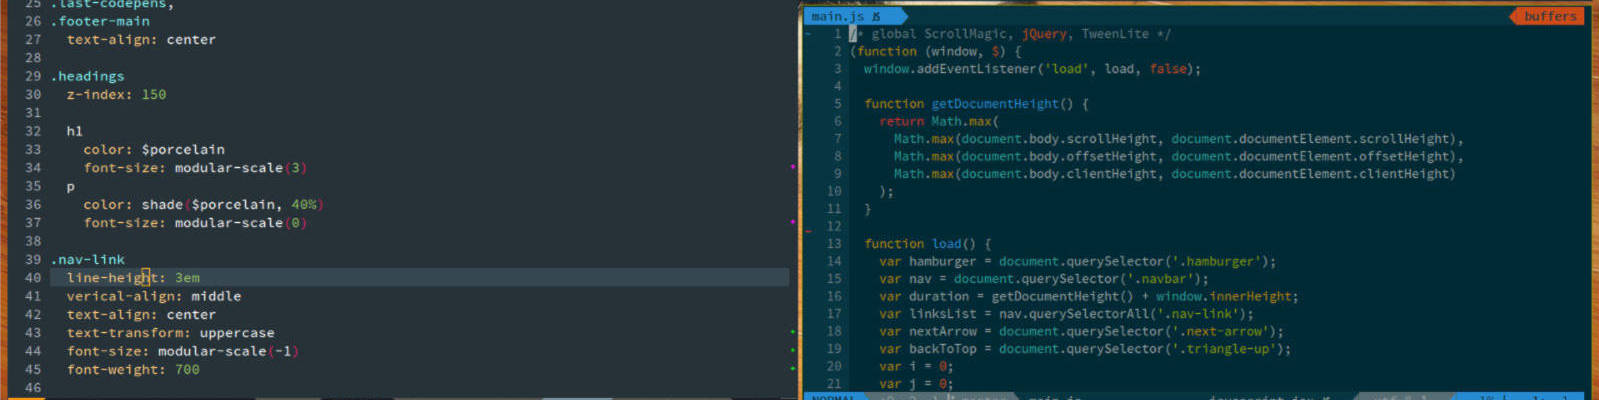 25 .last-codepens,
26 .footer-main
27 text-align: center
28
29 .headings
30 z-index: 150
31
32 h1
33 color: $porcelain
34 font-size: modular-scale(3)
35 p
36 color: shade($porcelain, 40%)
37 font-size: modular-scale(0)
38
39 .nav-link
40 line-height: 3em
41 verical-align: middle
42 text-align: center
43 text-transform: uppercase
44 font-size: modular-scale(-1)
45 font-weight: 700
46
main.js JS
buffers
1 /* global ScrollMagic, jQuery, TweenLite */
2 (function (window, $) {
3 window.addEventListener('load', load, false);
4
5 function getDocumentHeight() {
6 return Math.max(
7 Math.max(document.body.scrollHeight, document.documentElement.scrollHeight),
8 Math.max(document.body.offsetHeight, document.documentElement.offsetHeight),
9 Math.max(document.body.clientHeight, document.documentElement.clientHeight)
10 );
11 }
12
13 function load() {
14 var hamburger = document.querySelector('.hamburger');
15 var nav = document.querySelector('.navbar');
16 var duration = getDocumentHeight() + window.innerHeight;
17 var linksList = nav.querySelectorAll('.nav-link');
18 var nextArrow = document.querySelector('.next-arrow');
19 var backToTop = document.querySelector('.triangle-up');
20 var i = 0;
21 var j = 0;
NORMAL
main.js